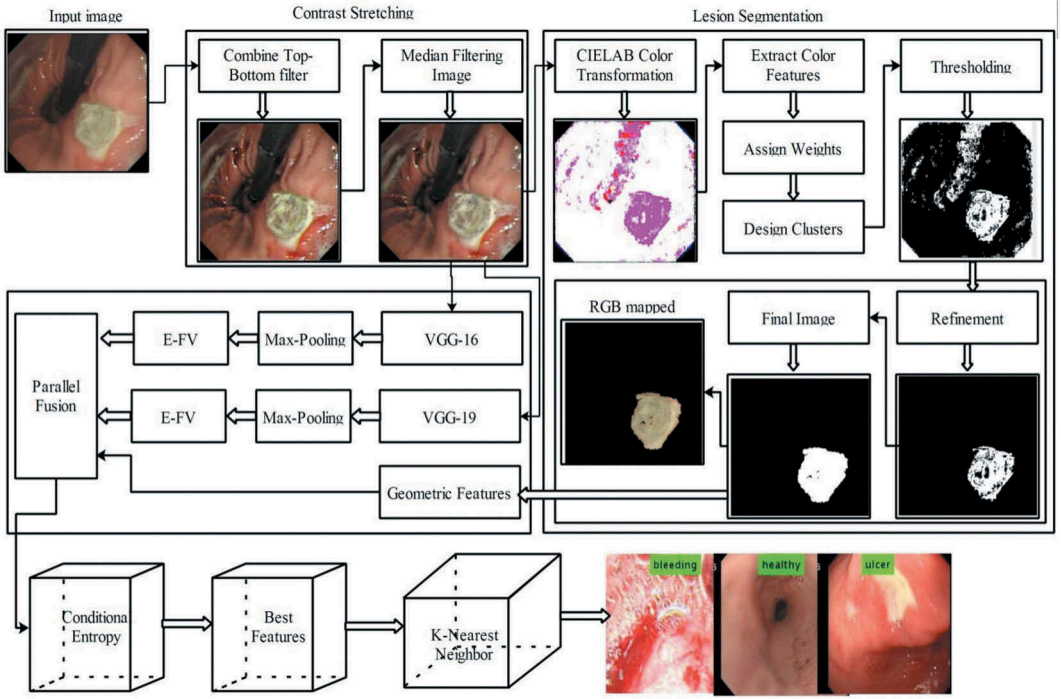 Input image
Contrast Stretching
Lesion Segmentation
Combine Top-
Bottom filter
Median Filtering
Image
CIELAB Color
Transformation
Extract Color
Features
Thresholding
Assign Weights
Design Clusters
RGB mapped
Final Image
Refinement
Parallel
Fusion
E-FV
Max-Pooling
VGG-16
E-FV
Max-Pooling
VGG-19
Geometric Features
Conditional
Entropy
Best
Features
K-Nearest
Neighbor
bleeding
healthy
ulcer